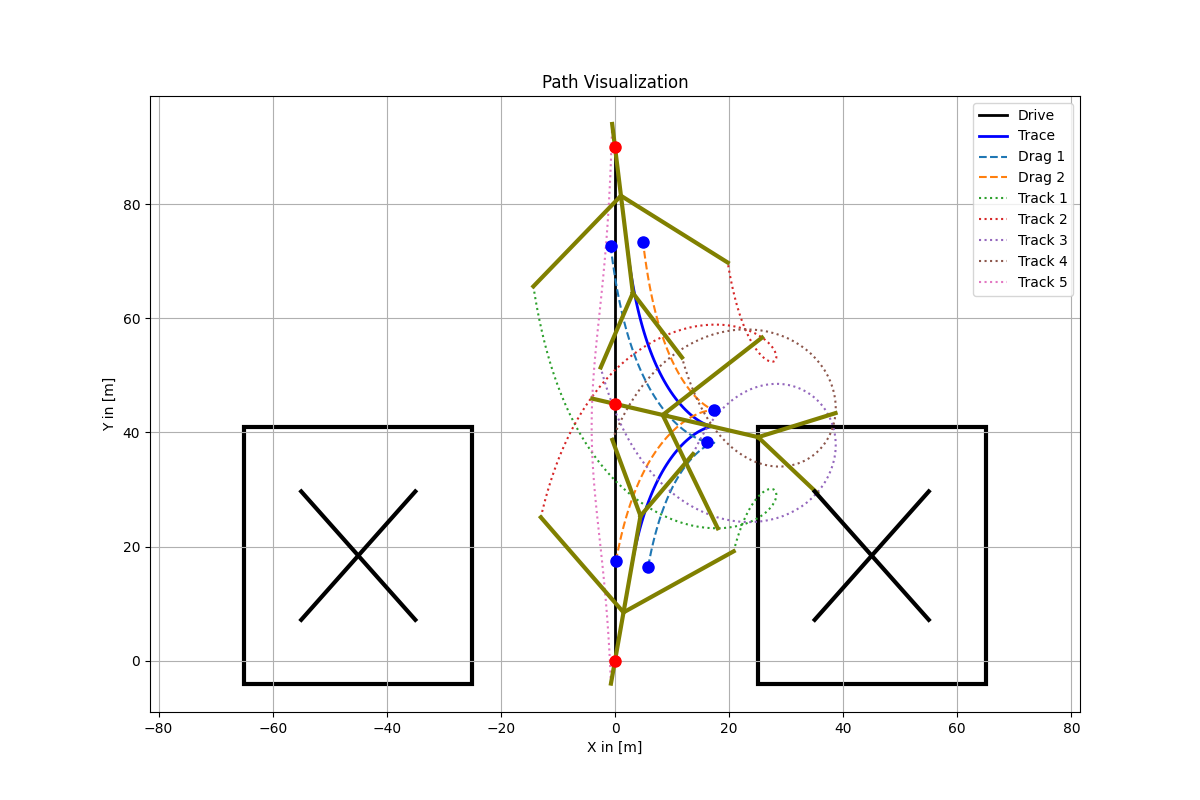 Path Visualization
Drive
Trace
Drag 1
Drag 2
Track 1
Track 2
Track 3
Track 4
Track 5
Y in [m]
80
60
40
20
0
−80
−60
−40
−20
0
20
40
60
80
X in [m]